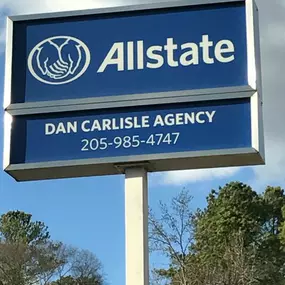 Allstate
DAN CARLISLE AGENCY
205-985-4747